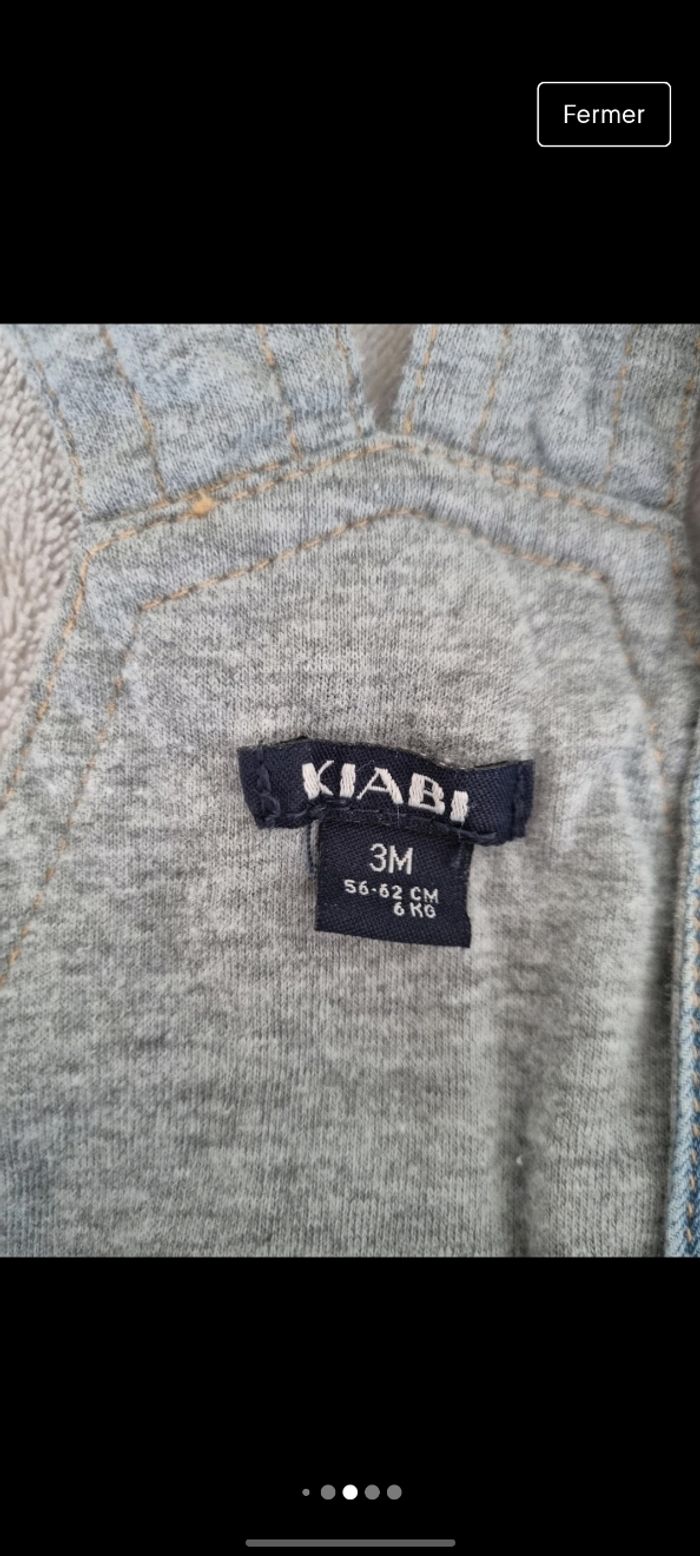 Fermer
KIABI
3M
56-62 CM
6 KG